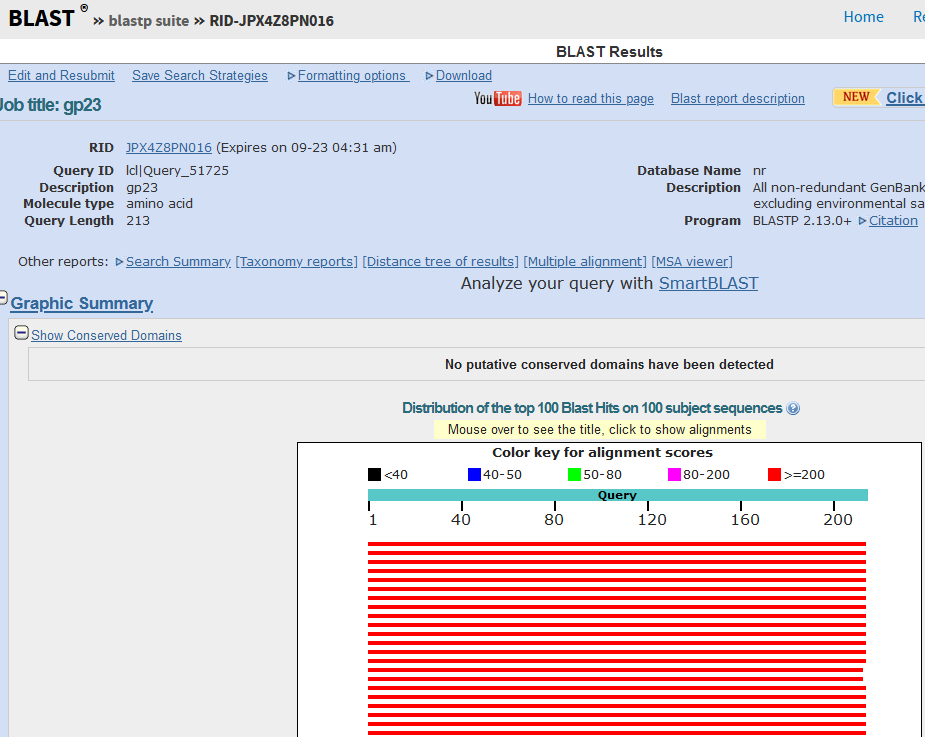 BLAST ® » blastp suite » RID-JPX4Z8PN016
Home
BLAST Results
Edit and Resubmit Save Search Strategies Formatting options Download
Job title: gp23
YouTube How to read this page Blast report description NEW Click
RID JPX4Z8PN016 (Expires on 09-23 04:31 am)
Query ID lcl|Query_51725
Description gp23
Molecule type amino acid
Query Length 213
Database Name nr
Description All non-redundant GenBank
excluding environmental sa
Program BLASTP 2.13.0+ Citation
Other reports: Search Summary [Taxonomy reports] [Distance tree of results] [Multiple alignment] [MSA viewer]
Analyze your query with SmartBLAST
Graphic Summary
Show Conserved Domains
No putative conserved domains have been detected
Distribution of the top 100 Blast Hits on 100 subject sequences ?
Mouse over to see the title, click to show alignments
Color key for alignment scores
<40 40-50 50-80 80-200 >=200
Query
1 40 80 120 160 200